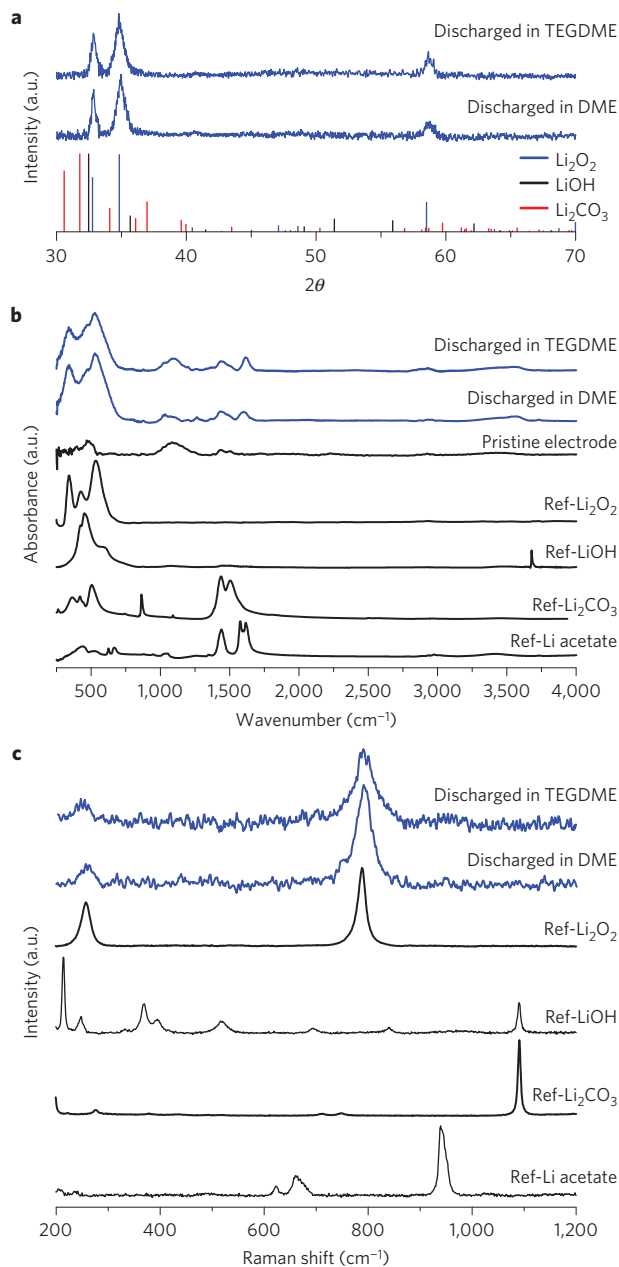 a
Discharged in TEGDME
Discharged in DME
Intensity (a.u.)
Li₂O₂
LiOH
Li₂CO₃
30 40 50 60 70
2θ
b
Discharged in TEGDME
Discharged in DME
Pristine electrode
Ref-Li₂O₂
Ref-LiOH
Ref-Li₂CO₃
Ref-Li acetate
Absorbance (a.u.)
500 1,000 1,500 2,000 2,500 3,000 3,500 4,000
Wavenumber (cm⁻¹)
c
Discharged in TEGDME
Discharged in DME
Ref-Li₂O₂
Ref-LiOH
Ref-Li₂CO₃
Ref-Li acetate
Intensity (a.u.)
200 400 600 800 1,000 1,200
Raman shift (cm⁻¹)